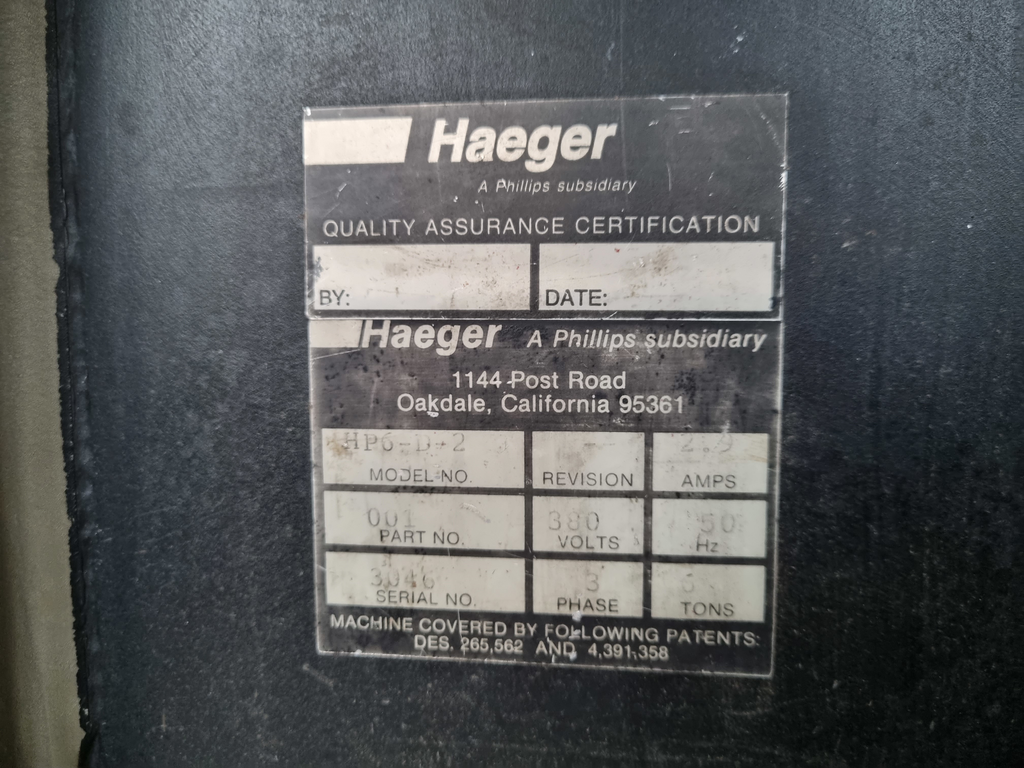 Haeger
A Phillips subsidiary
QUALITY ASSURANCE CERTIFICATION
BY: DATE:
Haeger A Phillips subsidiary
1144 Post Road
Oakdale, California 95361
HP6-D-2 2.9
MODEL NO. REVISION AMPS
001 380 50
PART NO. VOLTS Hz
3046 3
SERIAL NO. PHASE TONS
MACHINE COVERED BY FOLLOWING PATENTS:
DES. 265,562 AND 4,391,358